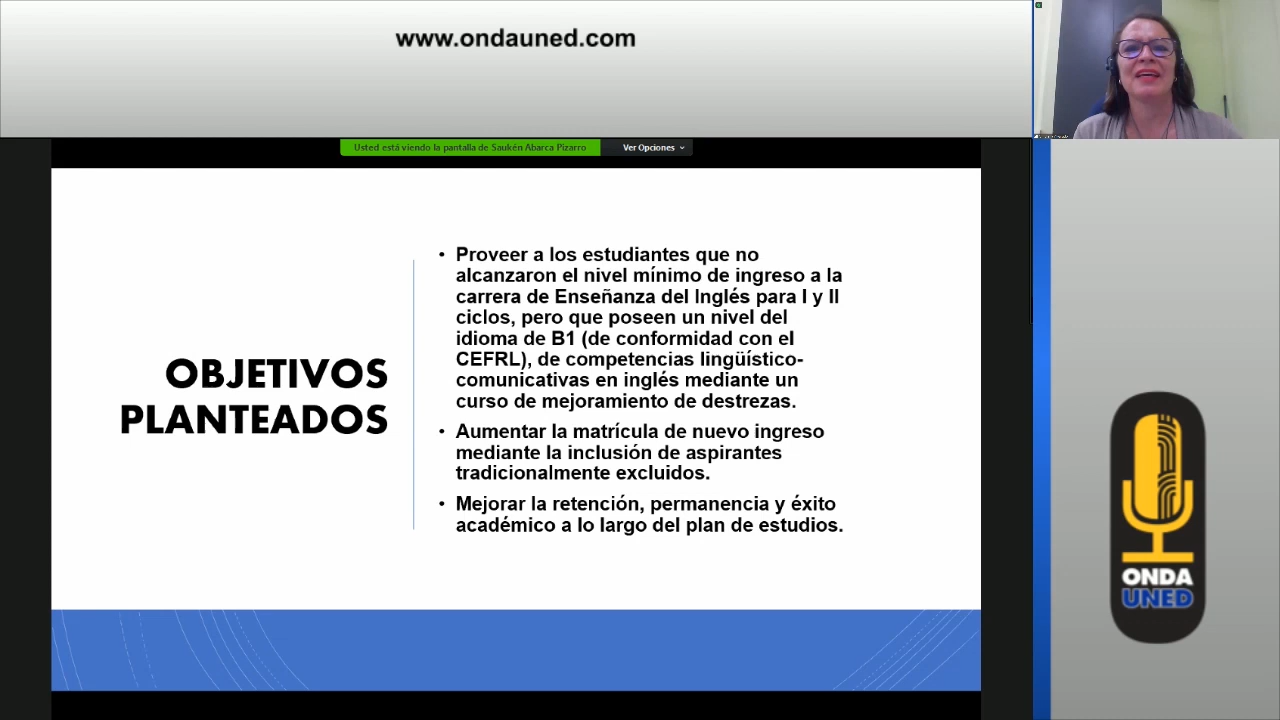 www.ondauned.com
Usted está viendo la pantalla de Saukén Abarca Pizarro
Ver Opciones
OBJETIVOS
PLANTEADOS
• Proveer a los estudiantes que no
alcanzaron el nivel mínimo de ingreso a la
carrera de Enseñanza del Inglés para I y II
ciclos, pero que poseen un nivel del
idioma de B1 (de conformidad con el
CEFRL), de competencias lingüístico-
comunicativas en inglés mediante un
curso de mejoramiento de destrezas.
• Aumentar la matrícula de nuevo ingreso
mediante la inclusión de aspirantes
tradicionalmente excluidos.
• Mejorar la retención, permanencia y éxito
académico a lo largo del plan de estudios.
ONDA
UNED